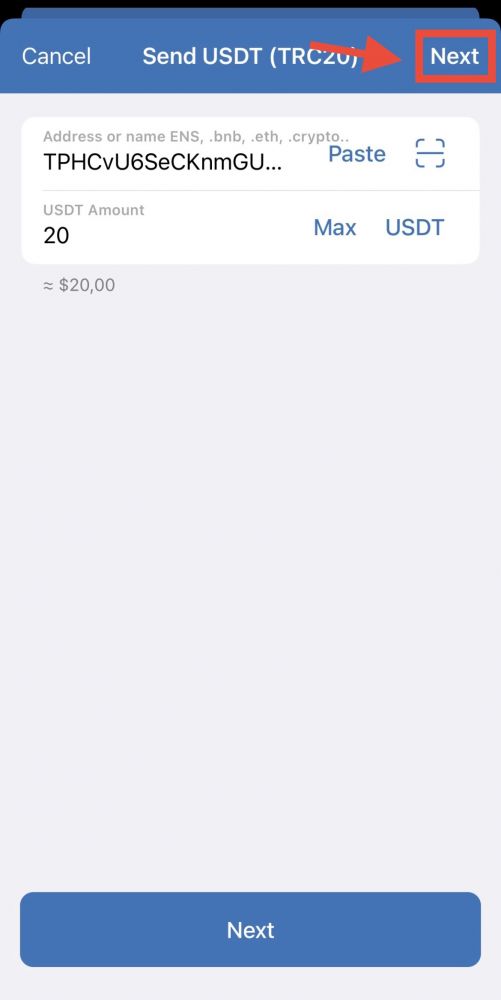 Cancel Send USDT (TRC20) Next
Address or name ENS, .bnb, .eth, .crypto..
TPHCvU6SeCKnmGU... Paste
USDT Amount
20 Max USDT
≈ $20,00
Next